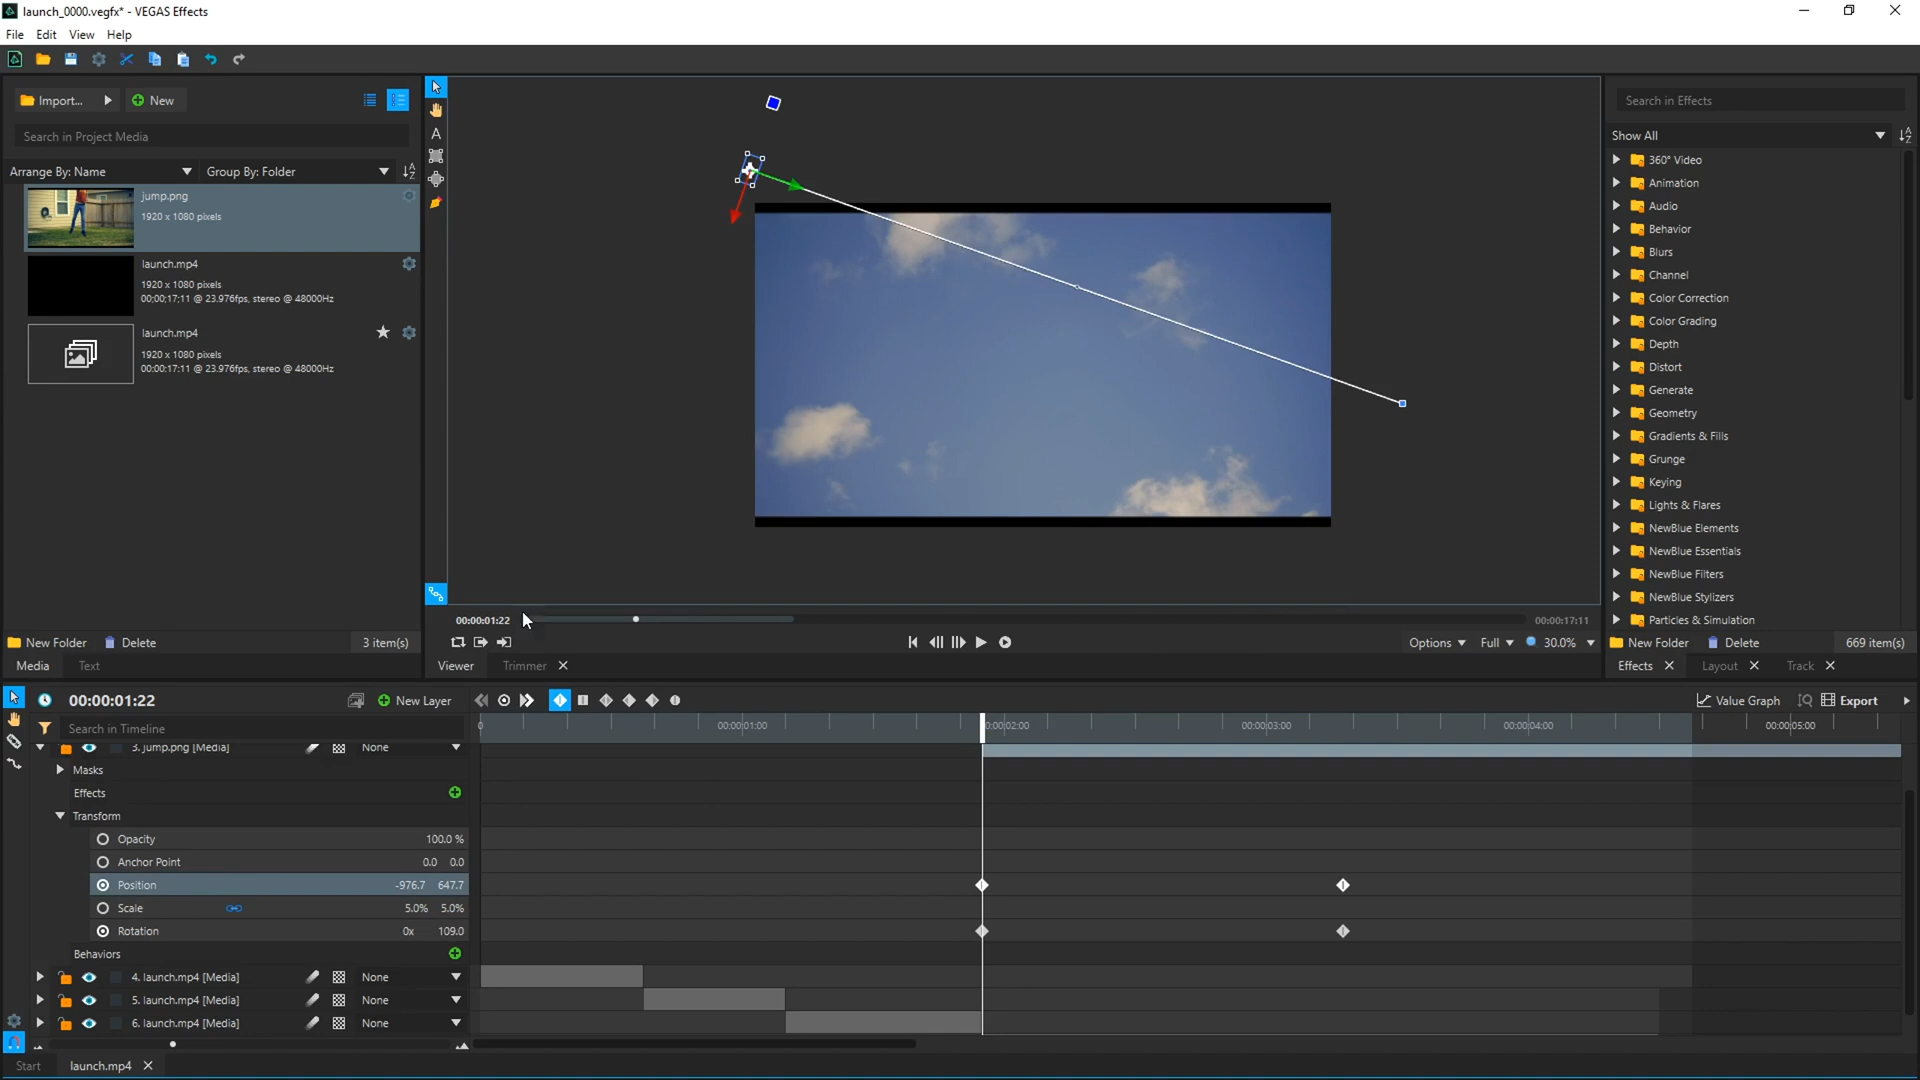 launch_0000.vegfx* - VEGAS Effects
File Edit View Help
Import... New
Search in Project Media
Arrange By: Name Group By: Folder
jump.png
1920 x 1080 pixels
launch.mp4
1920 x 1080 pixels
00:00:17:11 @ 23.976fps, stereo @ 48000Hz
launch.mp4
1920 x 1080 pixels
00:00:17:11 @ 23.976fps, stereo @ 48000Hz
New Folder Delete 3 item(s)
Media Text
A
00:00:01:22 00:00:17:11
Options Full 30.0%
Viewer Trimmer
Search in Effects
Show All
360° Video
Animation
Audio
Behavior
Blurs
Channel
Color Correction
Color Grading
Depth
Distort
Generate
Geometry
Gradients & Fills
Grunge
Keying
Lights & Flares
NewBlue Elements
NewBlue Essentials
NewBlue Filters
NewBlue Stylizers
Particles & Simulation
New Folder Delete 669 item(s)
Effects Layout Track
00:00:01:22 New Layer Value Graph Export
Search in Timeline 0 00:00:01:00 00:00:02:00 00:00:03:00 00:00:04:00 00:00:05:00
3. jump.png [Media] None
Masks
Effects
Transform
Opacity 100.0 %
Anchor Point 0.0 0.0
Position -976.7 647.7
Scale 5.0% 5.0%
Rotation 0x 109.0
Behaviors
4. launch.mp4 [Media] None
5. launch.mp4 [Media] None
6. launch.mp4 [Media] None
Start launch.mp4